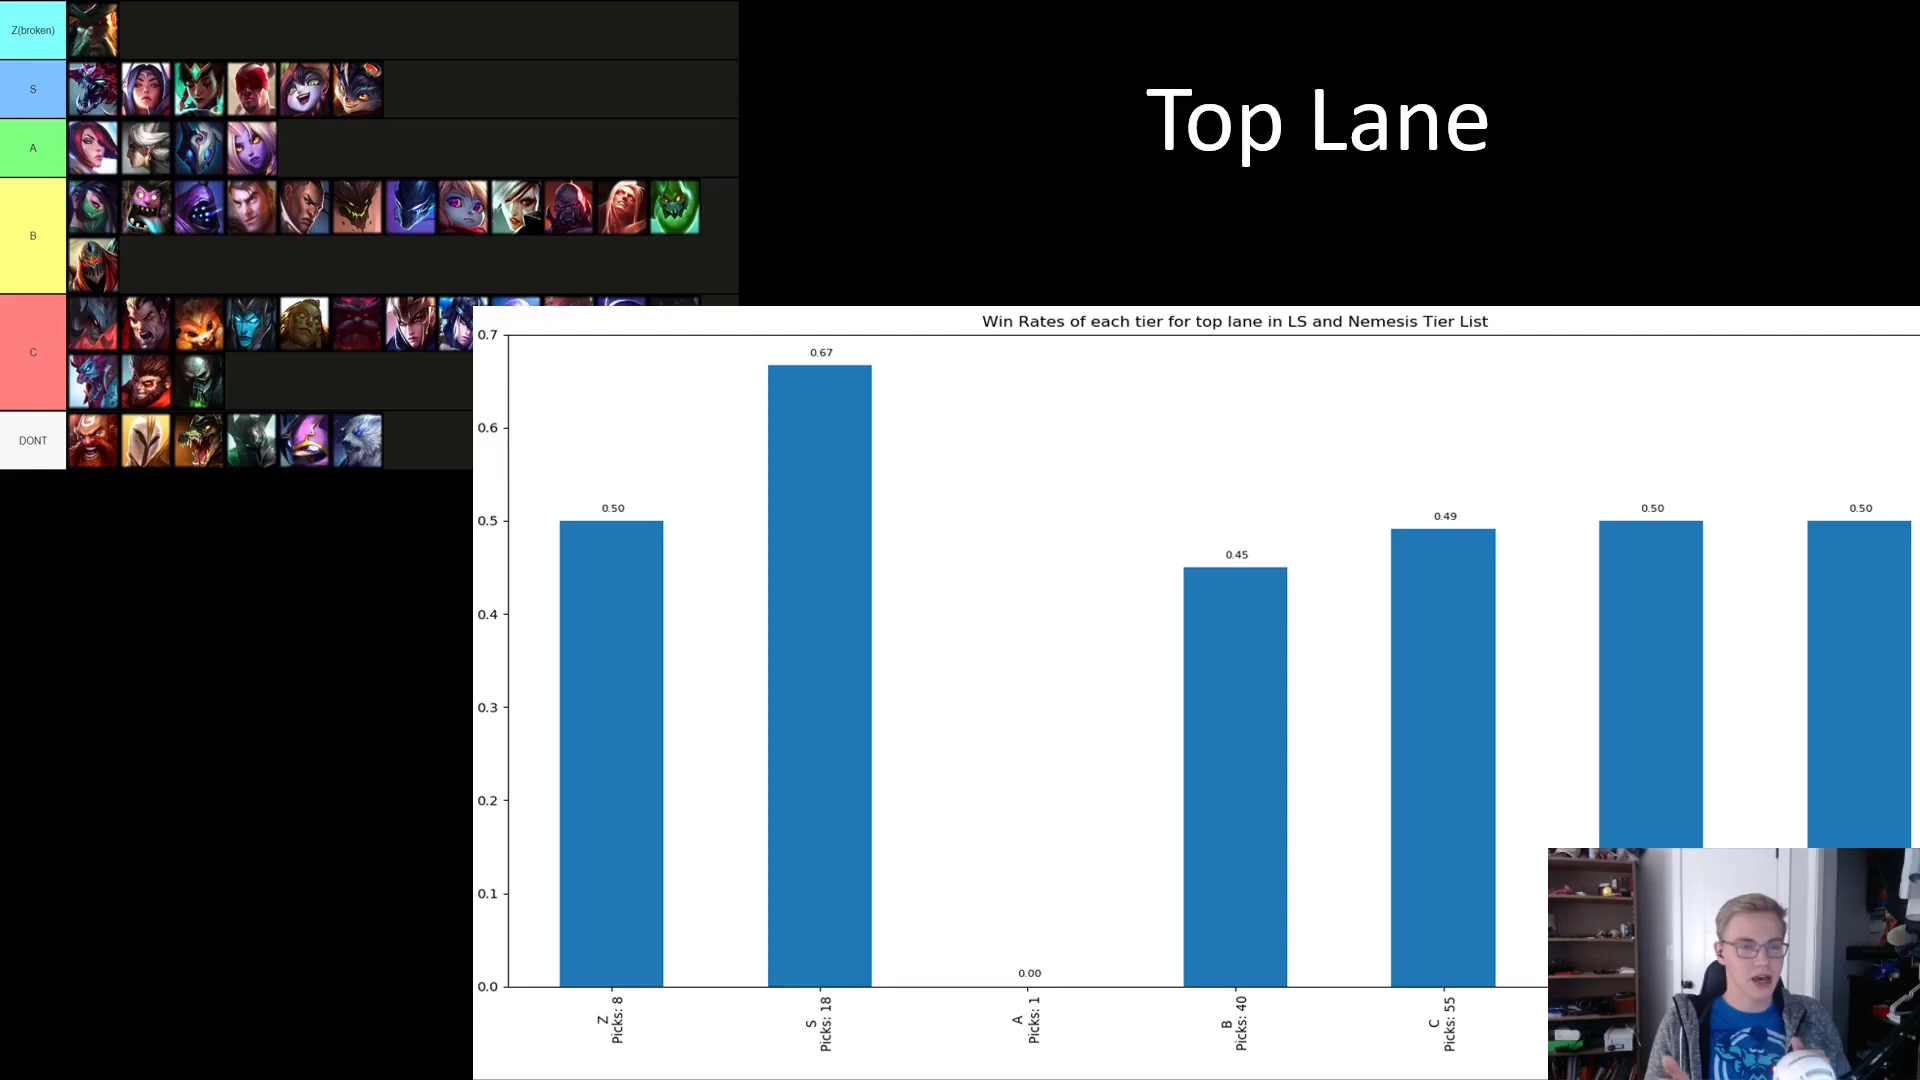 Z(broken)
S
A
B
C
DONT
Top Lane
Win Rates of each tier for top lane in LS and Nemesis Tier List
0.7
0.6
0.5
0.4
0.3
0.2
0.1
0.0
0.50
0.67
0.00
0.45
0.49
0.50
0.50
Z
Picks: 8
S
Picks: 18
A
Picks: 1
B
Picks: 40
C
Picks: 55